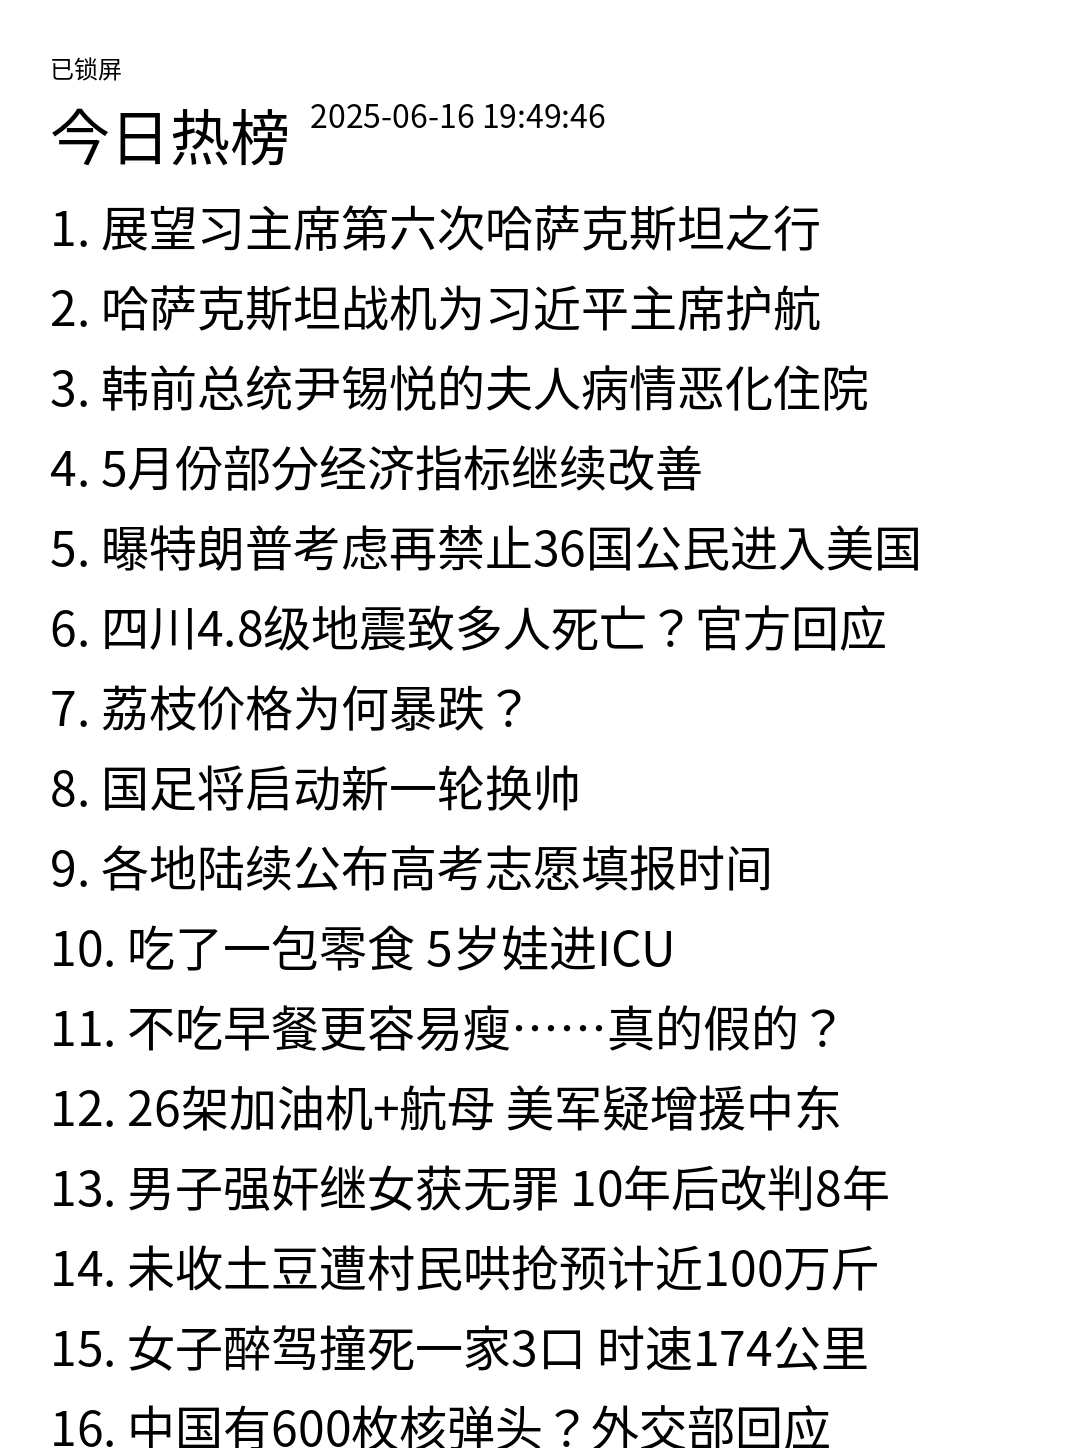 已锁屏
今日热榜 2025-06-16 19:49:46
1. 展望习主席第六次哈萨克斯坦之行
2. 哈萨克斯坦战机为习近平主席护航
3. 韩前总统尹锡悦的夫人病情恶化住院
4. 5月份部分经济指标继续改善
5. 曝特朗普考虑再禁止36国公民进入美国
6. 四川4.8级地震致多人死亡？官方回应
7. 荔枝价格为何暴跌？
8. 国足将启动新一轮换帅
9. 各地陆续公布高考志愿填报时间
10. 吃了一包零食 5岁娃进ICU
11. 不吃早餐更容易瘦……真的假的？
12. 26架加油机+航母 美军疑增援中东
13. 男子强奸继女获无罪 10年后改判8年
14. 未收土豆遭村民哄抢预计近100万斤
15. 女子醉驾撞死一家3口 时速174公里
16. 中国有600枚核弹头？外交部回应